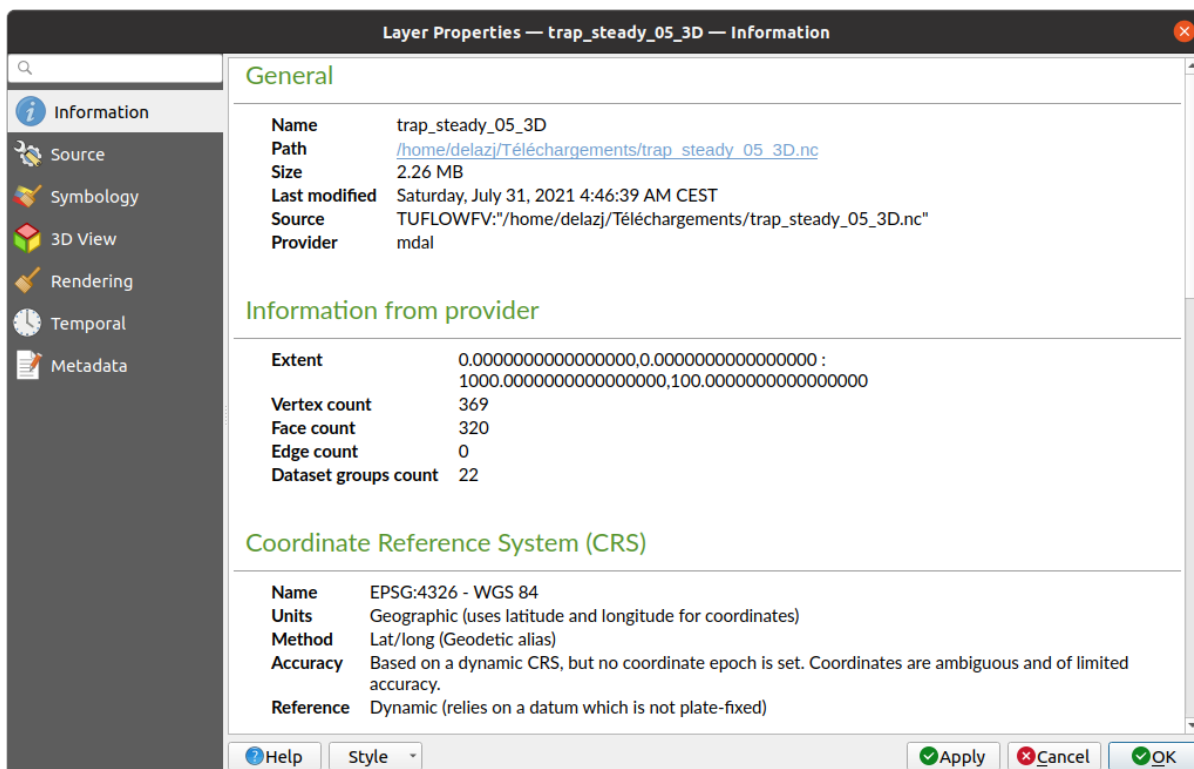 Layer Properties — trap_steady_05_3D — Information
Information
Source
Symbology
3D View
Rendering
Temporal
Metadata
General
Name trap_steady_05_3D
Path /home/delazj/Téléchargements/trap_steady_05_3D.nc
Size 2.26 MB
Last modified Saturday, July 31, 2021 4:46:39 AM CEST
Source TUFLOWFV:"/home/delazj/Téléchargements/trap_steady_05_3D.nc"
Provider mdal
Information from provider
Extent 0.0000000000000000,0.0000000000000000 :
1000.0000000000000000,100.0000000000000000
Vertex count 369
Face count 320
Edge count 0
Dataset groups count 22
Coordinate Reference System (CRS)
Name EPSG:4326 - WGS 84
Units Geographic (uses latitude and longitude for coordinates)
Method Lat/long (Geodetic alias)
Accuracy Based on a dynamic CRS, but no coordinate epoch is set. Coordinates are ambiguous and of limited
accuracy.
Reference Dynamic (relies on a datum which is not plate-fixed)
Help Style Apply Cancel OK